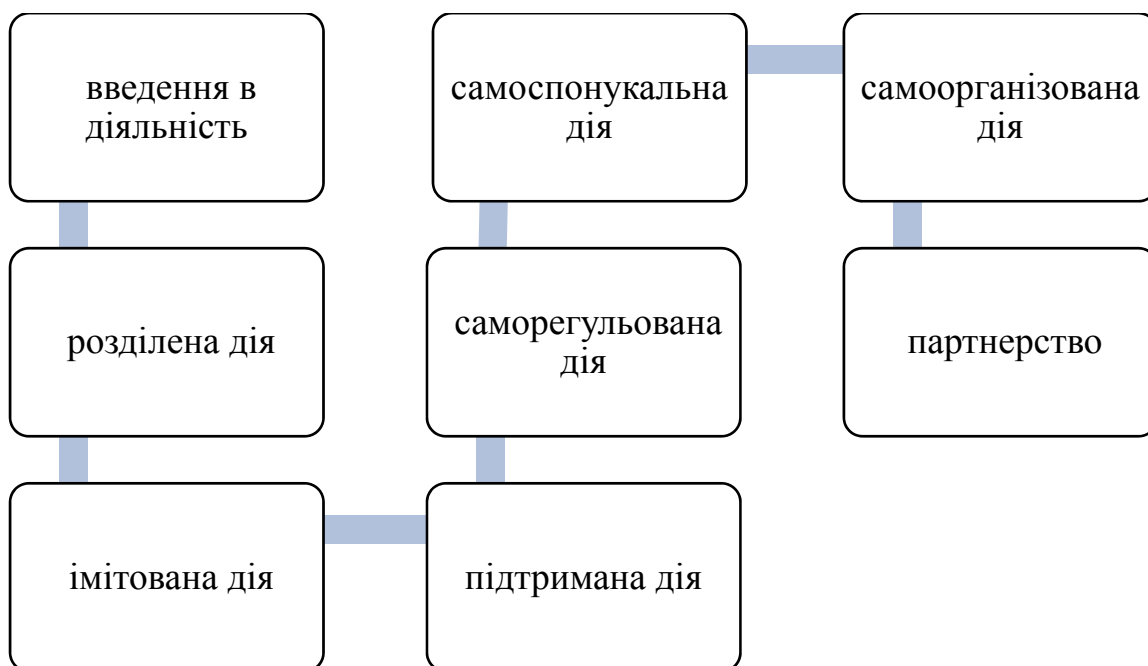 введення в
діяльність
розділена дія
імітована дія
підтримана дія
саморегульована
дія
самоспонукальна
дія
самоорганізована
дія
партнерство